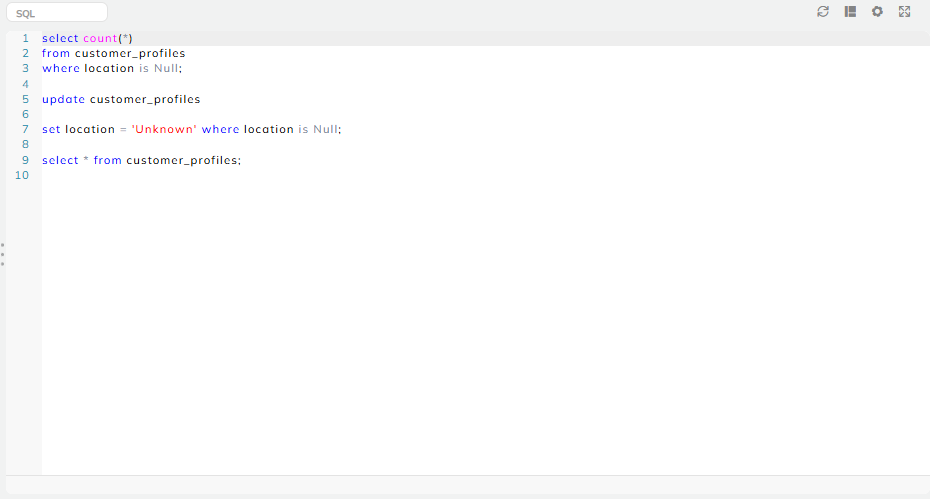 SQL
1 select count(*)
2 from customer_profiles
3 where location is Null;
4
5 update customer_profiles
6
7 set location = 'Unknown' where location is Null;
8
9 select * from customer_profiles;
10